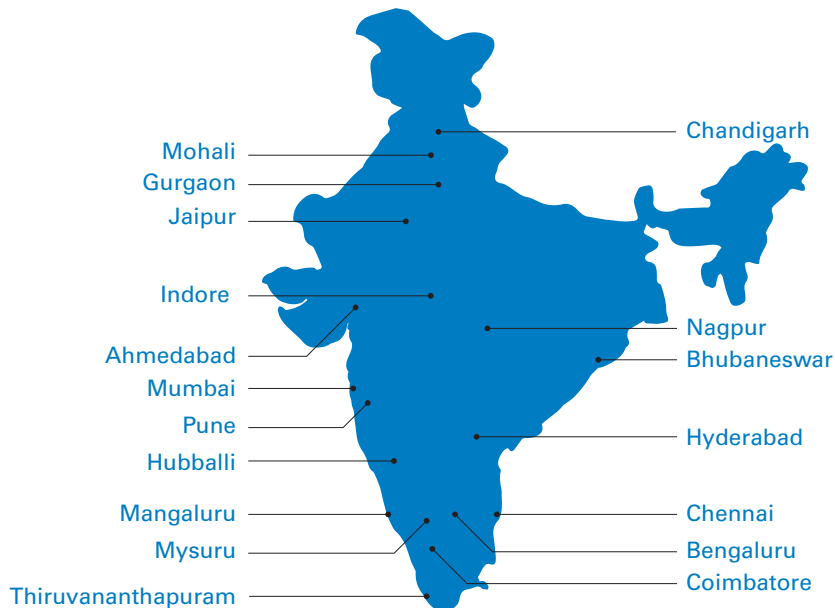 Chandigarh
Mohali
Gurgaon
Jaipur
Indore
Nagpur
Ahmedabad
Bhubaneswar
Mumbai
Pune
Hyderabad
Hubballi
Mangaluru
Chennai
Mysuru
Bengaluru
Coimbatore
Thiruvananthapuram